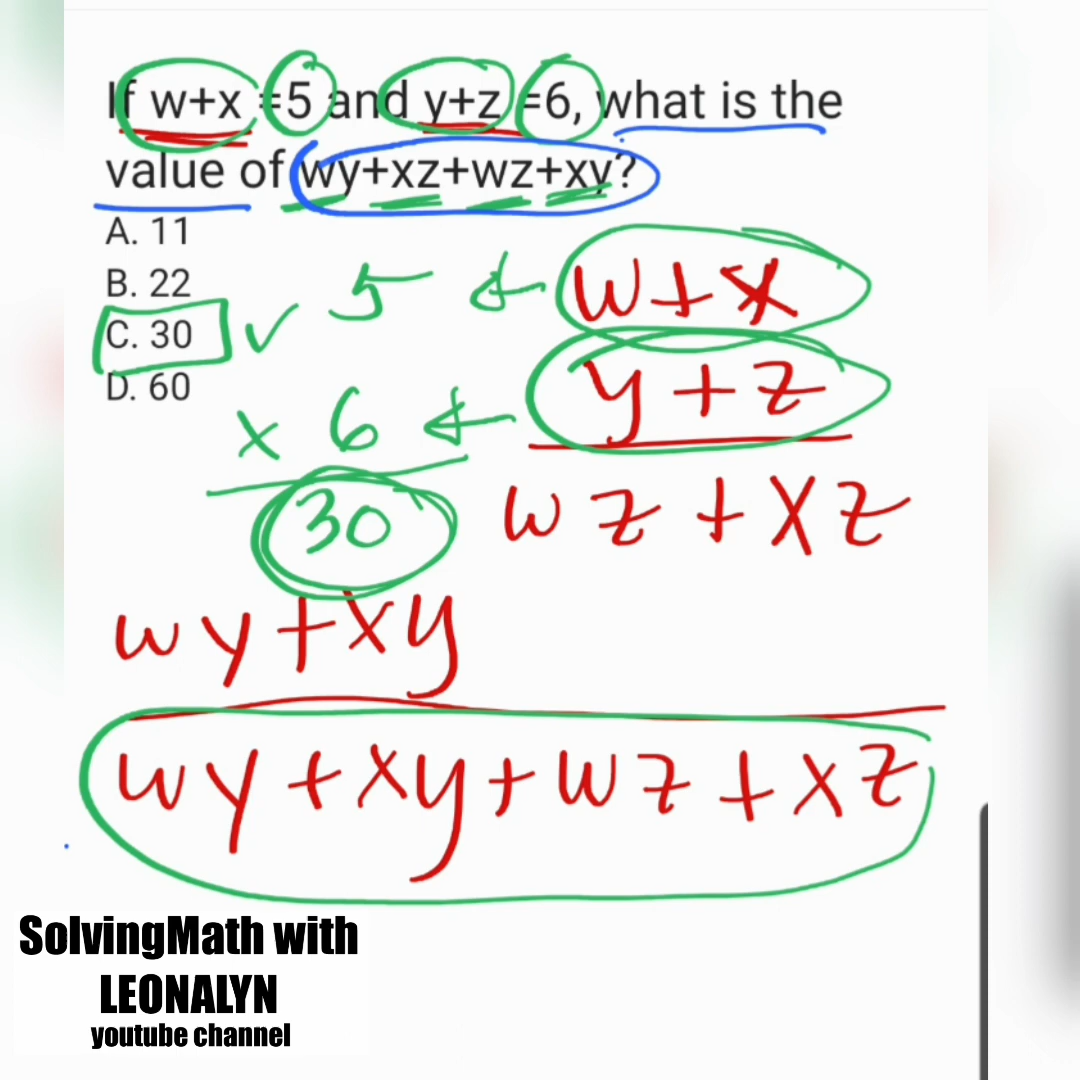 If w+x =5 and y+z =6, what is the
value of wy+xz+wz+xy?
A. 11
B. 22
C. 30
D. 60
5 w+x
x 6 y+z
30 wz+xz
wy+xy
wy+xy+wz+xz
SolvingMath with
LEONALYN
youtube channel